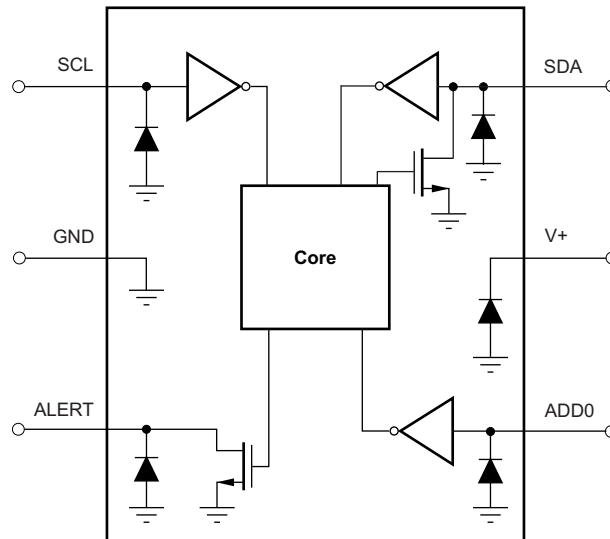 SCL
SDA
GND
Core
V+
ALERT
ADD0